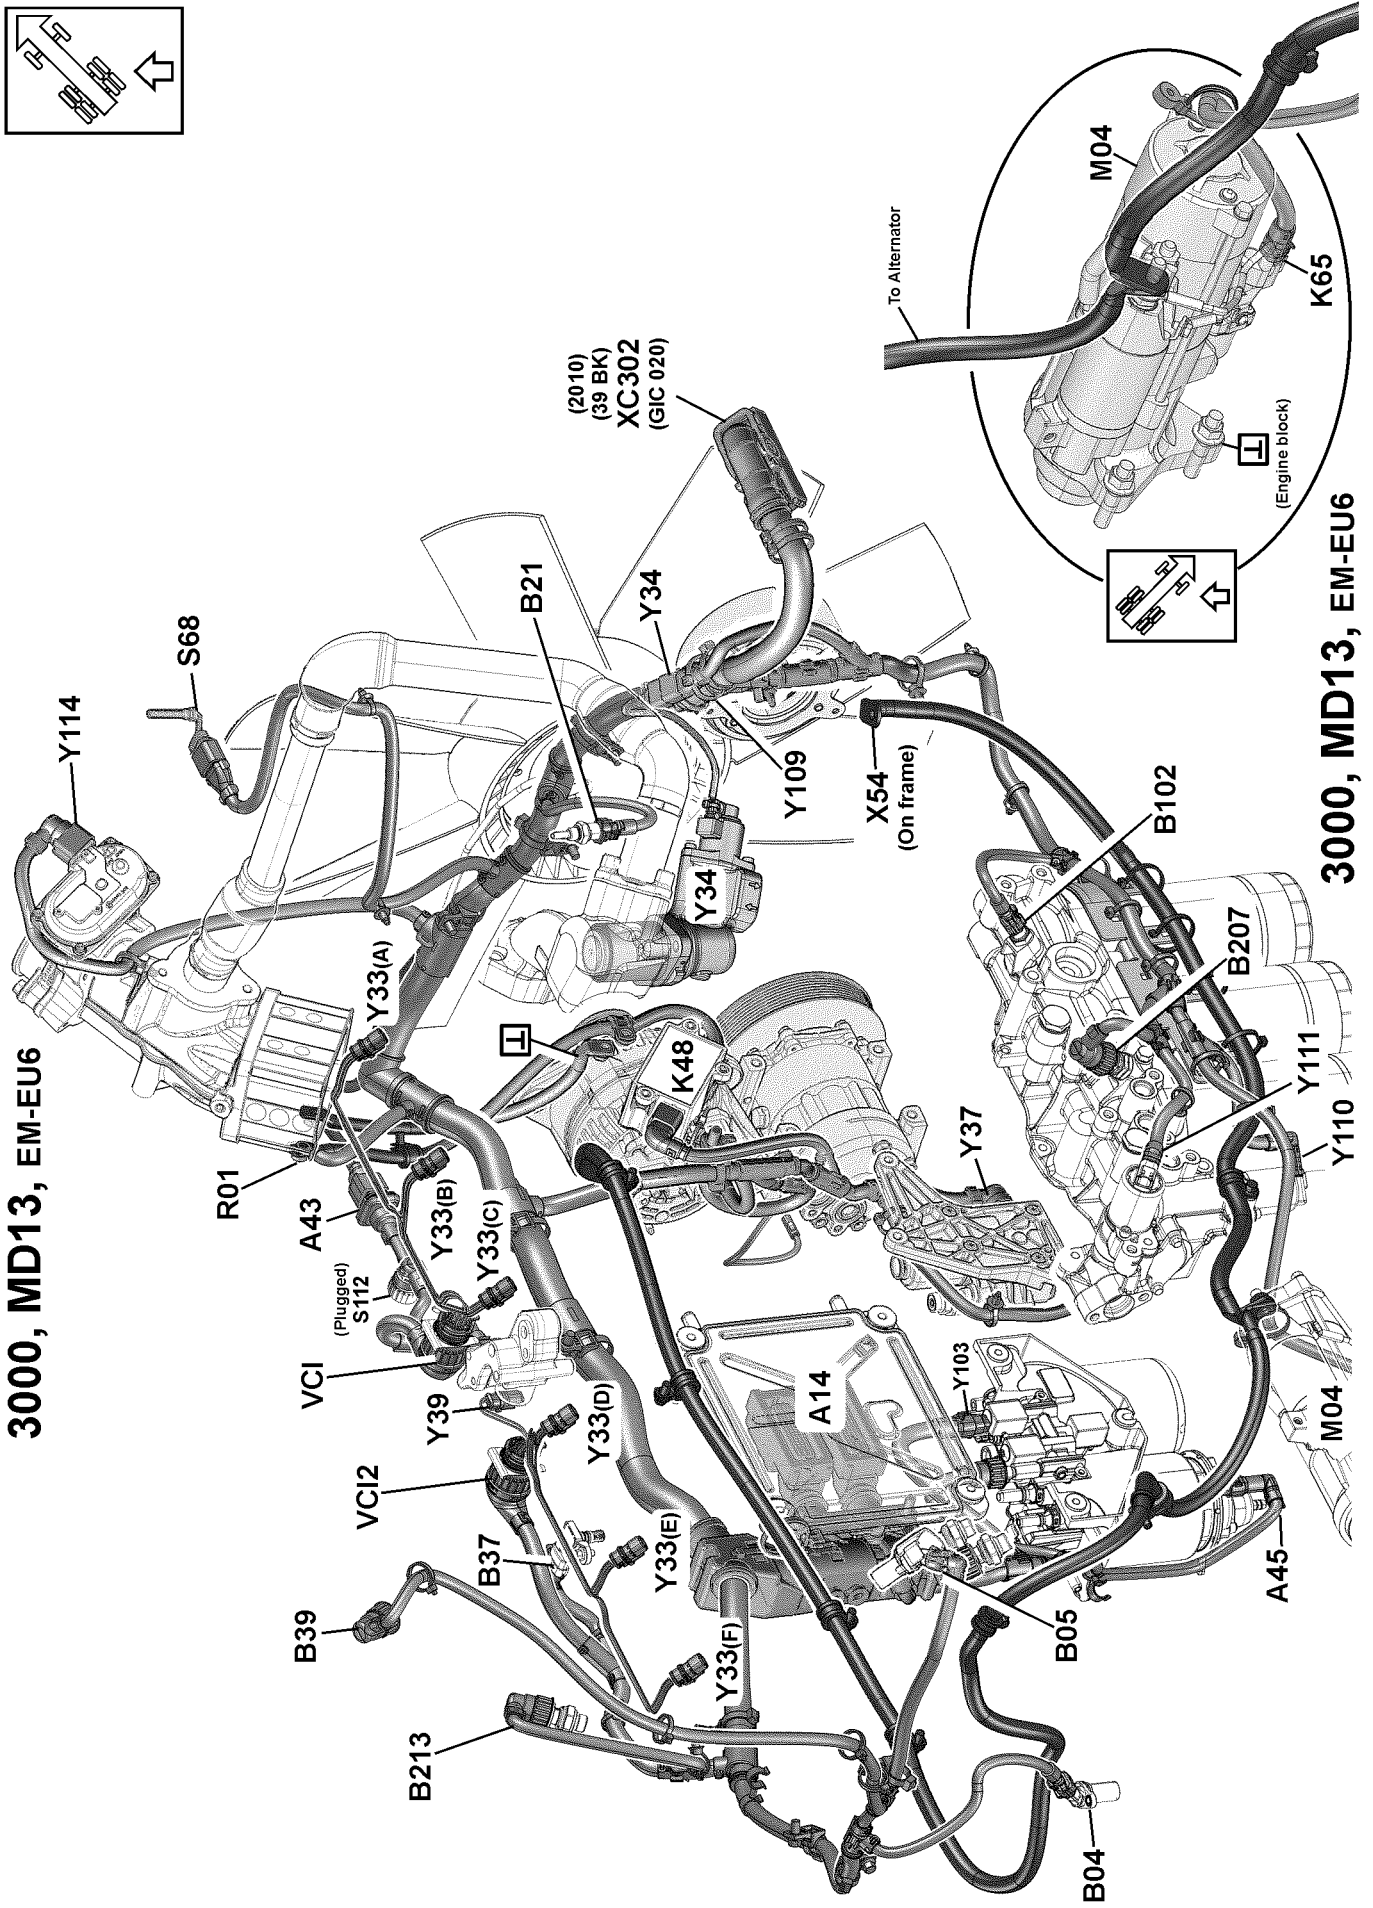 3000, MD13, EM-EU6
Y114
S68
R01
A43
(Plugged)
S112
VCI
Y39
VCI2
B37
B39
B213
Y33(A)
Y33(B)
Y33(C)
Y33(D)
Y33(E)
Y33(F)
B21
Y34
(2010)
(39 BK)
XC302
(GIC 020)
Y34
Y109
X54
(On frame)
K48
Y37
A14
Y103
B102
B207
Y111
Y110
M04
A45
B05
B04
To Alternator
M04
K65
(Engine block)
3000, MD13, EM-EU6